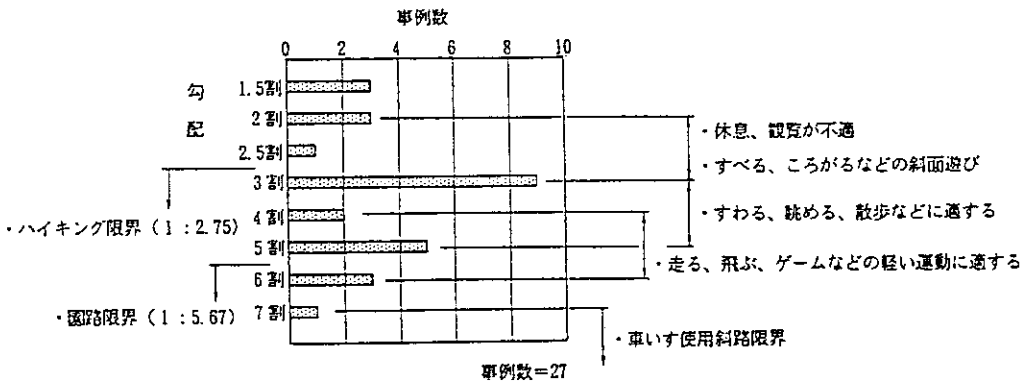 事例数
0 2 4 6 8 10
勾配
1.5割
2割
2.5割
3割
4割
5割
6割
7割
・休息、観覧が不適
・すべる、ころがるなどの斜面遊び
・すわる、眺める、散歩などに適する
・走る、飛ぶ、ゲームなどの軽い運動に適する
・車いす使用斜路限界
・ハイキング限界(1:2.75)
・園路限界(1:5.67)
事例数=27